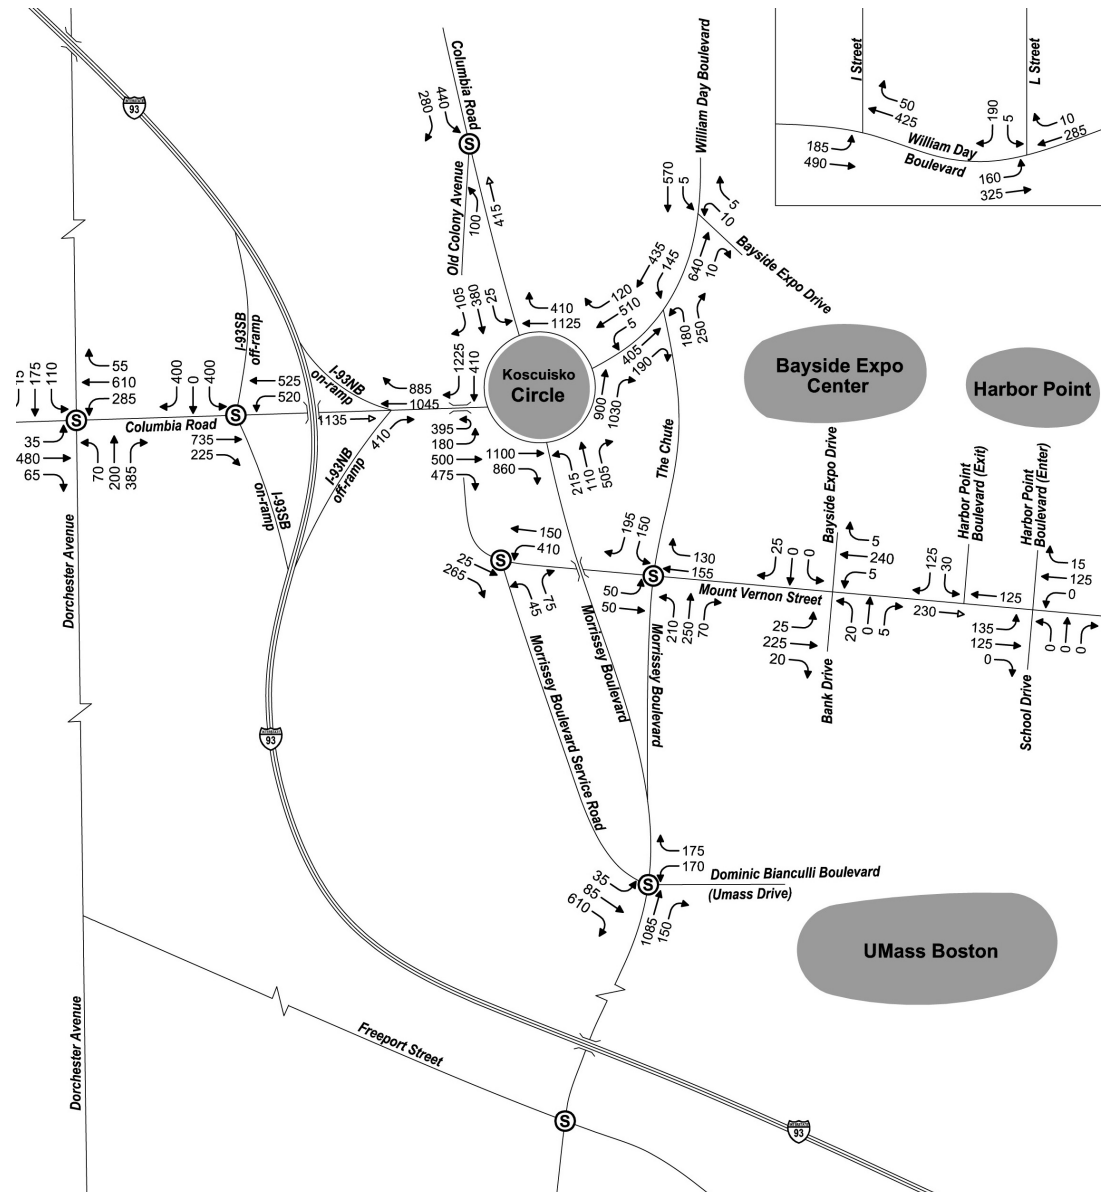 93
Columbia Road
440
280
Old Colony Avenue
100
415
William Day Boulevard
570
5
5
10
Bayside Expo Drive
640
10
435
145
120
510
5
405
190
180
250
I Street
50
425
185
490
William Day
Boulevard
L Street
190
5
10
285
160
325
I-93SB
off-ramp
I-93NB
on-ramp
105
380
25
410
1125
Koscuisko
Circle
Bayside Expo
Center
Harbor Point
15
175
110
55
610
285
S
35
480
65
70
200
385
Columbia Road
400
0
400
525
520
735
225
1135
885
1045
410
I-93SB
on-ramp
I-93NB
off-ramp
1225
410
395
180
500
475
1100
860
215
110
505
900
1030
The Chute
Dorchester Avenue
150
410
25
265
45
75
195
150
130
155
50
50
210
250
70
Mount Vernon Street
Bayside Expo Drive
25
0
0
5
240
5
25
225
20
20
0
5
Bank Drive
Harbor Point
Boulevard (Exit)
125
30
125
230
Harbor Point
Boulevard (Enter)
15
125
0
135
125
0
0
0
0
School Drive
Morrissey Boulevard Service Road
Morrissey Boulevard
Morrissey Boulevard
93
175
170
35
85
610
1085
150
Dominic Bianculli Boulevard
(Umass Drive)
UMass Boston
Dorchester Avenue
Freeport Street
S
S
S
S
S
S
S
93